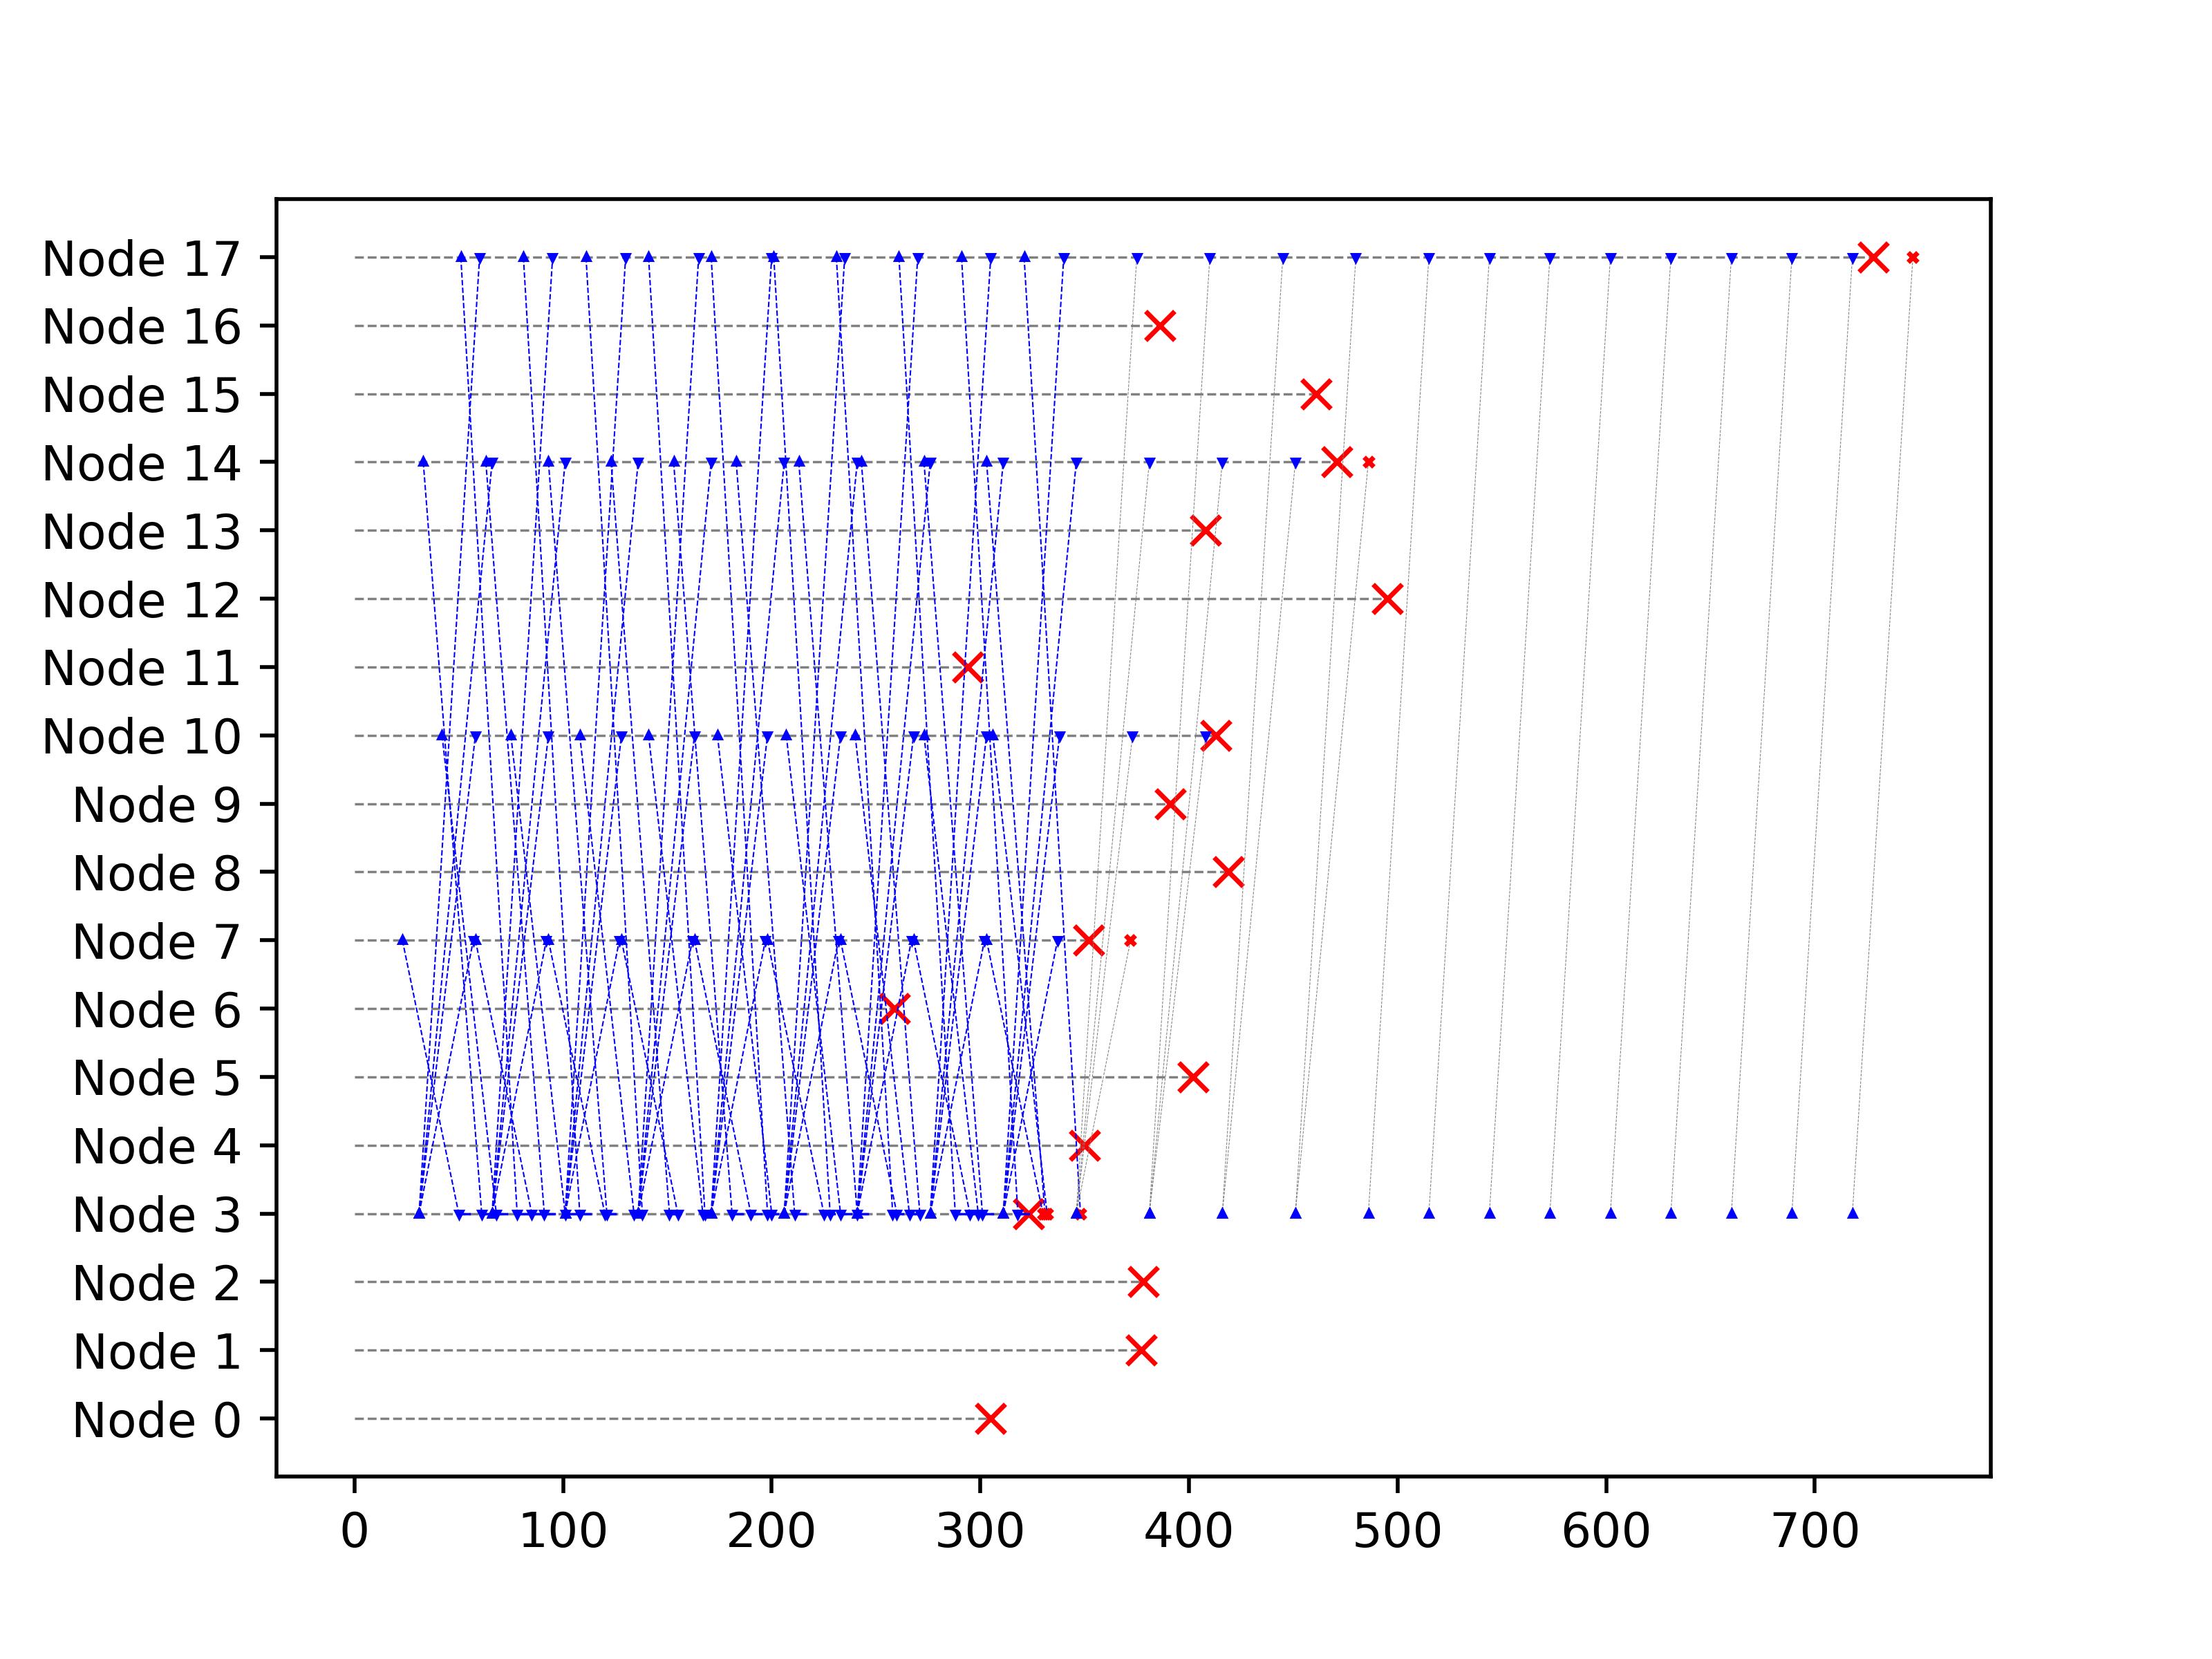 Node 17
Node 16
Node 15
Node 14
Node 13
Node 12
Node 11
Node 10
Node 9
Node 8
Node 7
Node 6
Node 5
Node 4
Node 3
Node 2
Node 1
Node 0
0 100 200 300 400 500 600 700